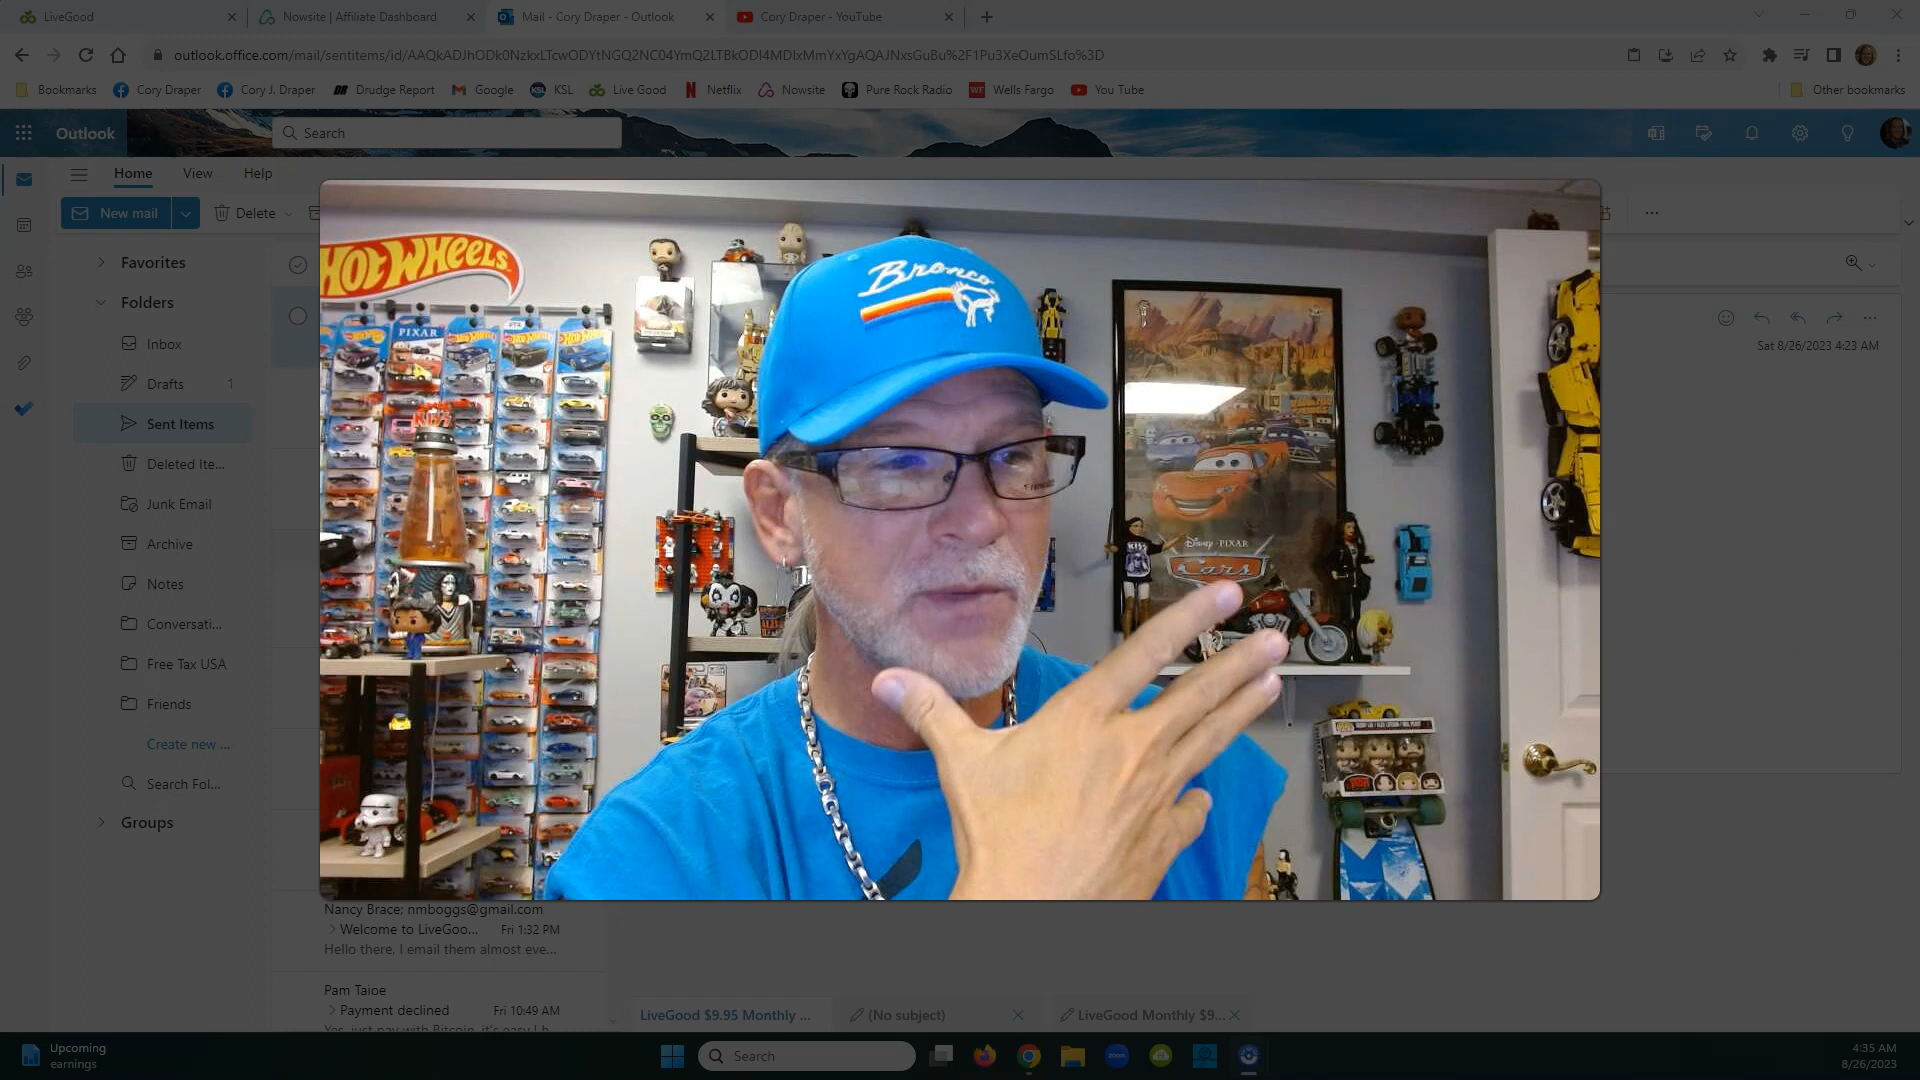 LiveGood
Nowsite | Affiliate Dashboard
Mail - Cory Draper - Outlook
Cory Draper - YouTube
outlook.office.com/mail/sentitems/id/AAQkADJhODk0NzkxLTcwODYtNGQ2NC04YmQ2LTBkODI4MDIxMmYxYgAQAJNxsGuBu%2F1Pu3XeOumSLfo%3D
Bookmarks
Cory Draper
Cory J. Draper
Drudge Report
Google
KSL
Live Good
Netflix
Nowsite
Pure Rock Radio
Wells Fargo
You Tube
Other bookmarks
Outlook
Search
Home
View
Help
New mail
Delete
Favorites
Folders
Inbox
Drafts 1
Sent Items
Deleted Ite...
Junk Email
Archive
Notes
Conversati...
Free Tax USA
Friends
Create new ...
Search Fol...
Groups
Sat 8/26/2023 4:23 AM
HOT WHEELS
PIXAR
Bronco
KISS
Disney · PIXAR
Cars
Nancy Brace; nmboggs@gmail.com
Welcome to LiveGoo... Fri 1:32 PM
Hello there, I email them almost eve...
Pam Taioe
Payment declined Fri 10:49 AM
LiveGood $9.95 Monthly ...
(No subject)
LiveGood Monthly $9...
Upcoming
earnings
Search
zoom
4:35 AM
8/26/2023